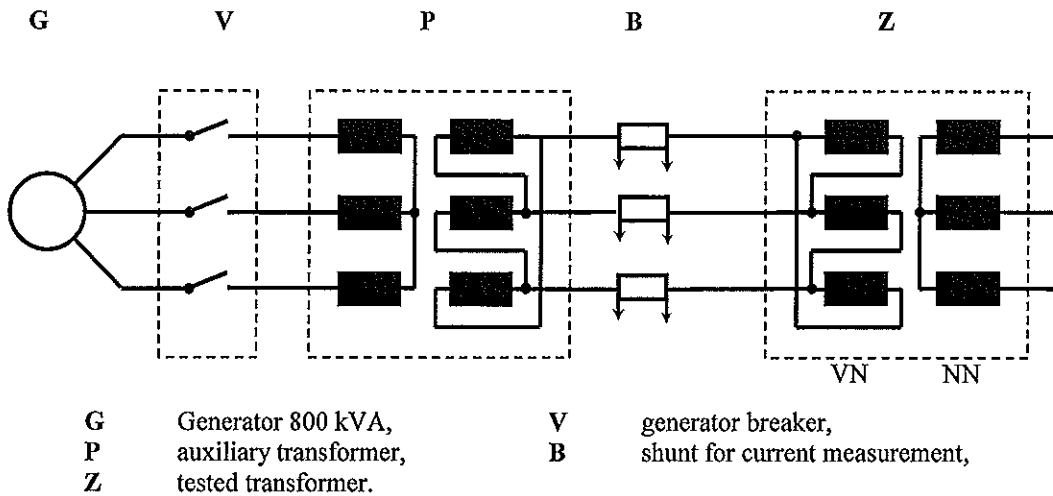 G V P B Z
VN NN
G Generator 800 kVA, V generator breaker,
P auxiliary transformer, B shunt for current measurement,
Z tested transformer.